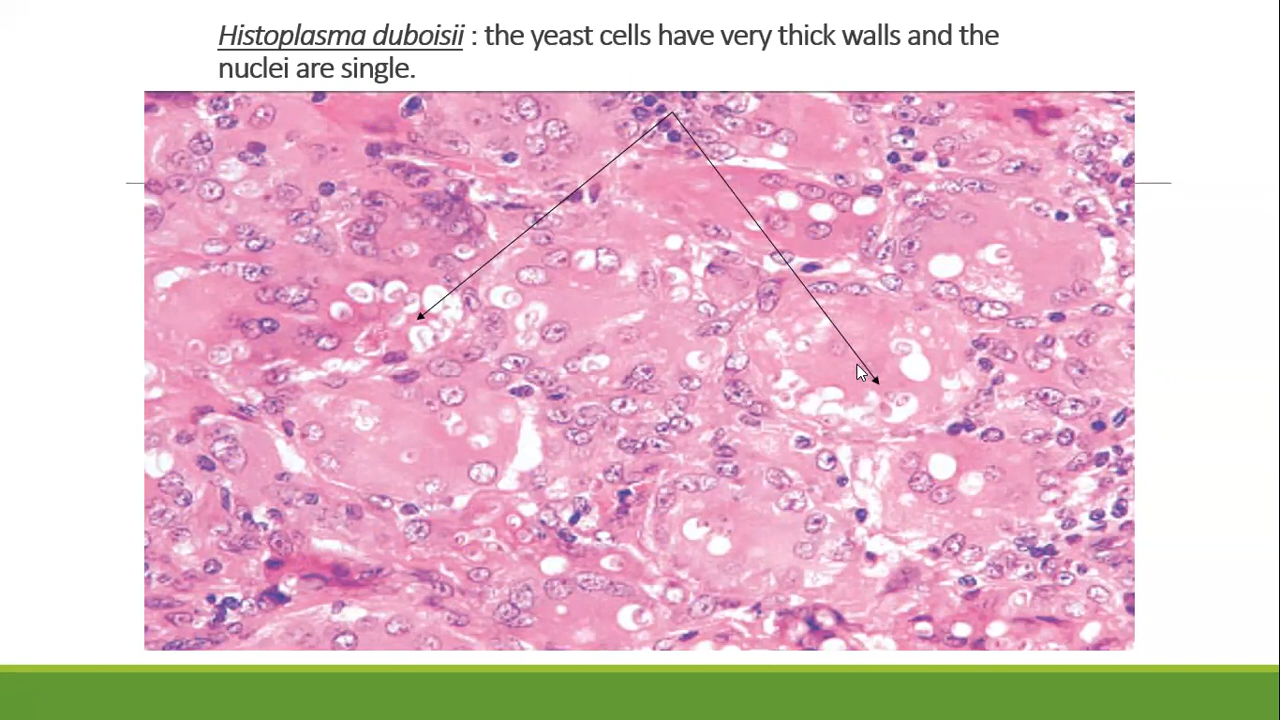 Histoplasma duboisii : the yeast cells have very thick walls and the
nuclei are single.